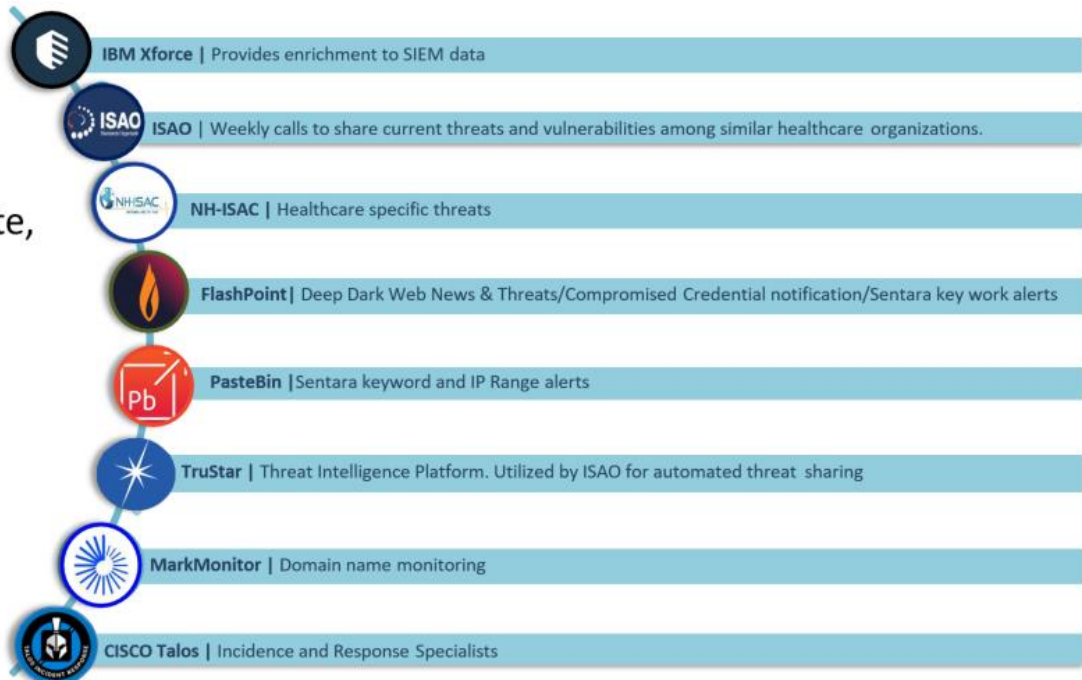 IBM Xforce | Provides enrichment to SIEM data
ISAO
ISAO | Weekly calls to share current threats and vulnerabilities among similar healthcare organizations.
NH-ISAC
NH-ISAC | Healthcare specific threats
te,
FlashPoint| Deep Dark Web News & Threats/Compromised Credential notification/Sentara key work alerts
Pb
PasteBin |Sentara keyword and IP Range alerts
TruStar | Threat Intelligence Platform. Utilized by ISAO for automated threat sharing
MarkMonitor | Domain name monitoring
TALOS INCIDENT RESPONSE
CISCO Talos | Incidence and Response Specialists